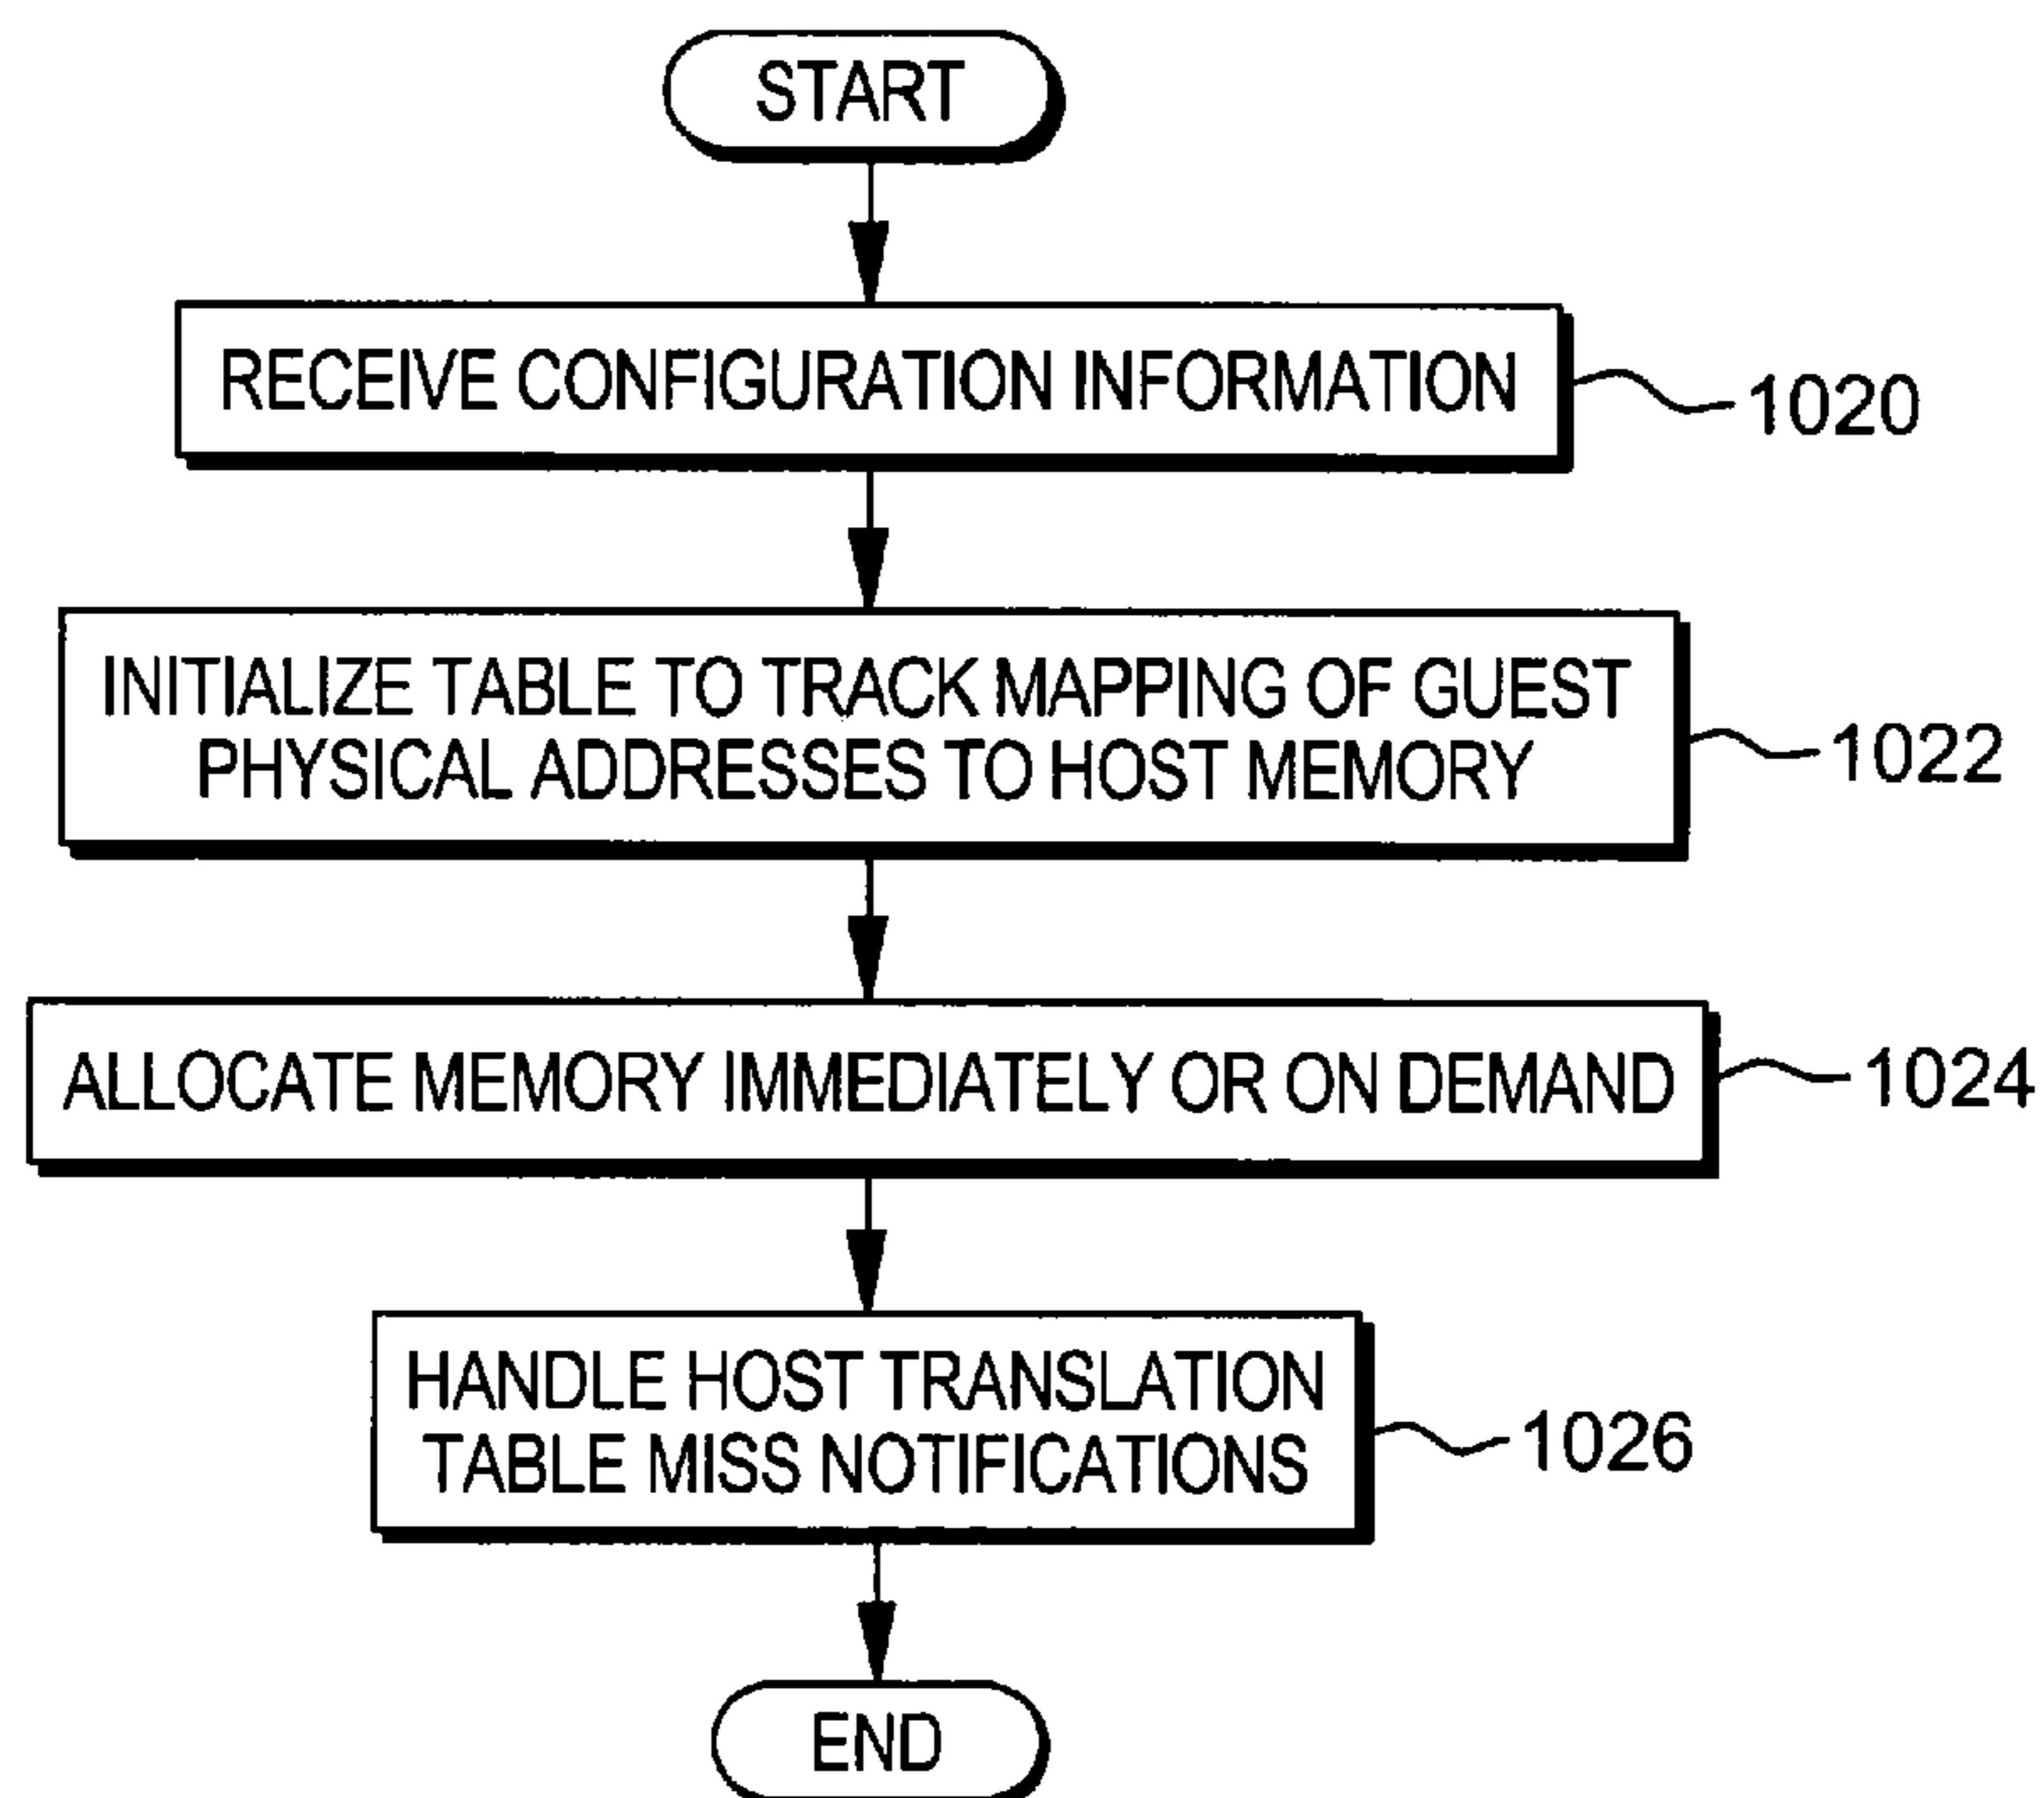 START
RECEIVE CONFIGURATION INFORMATION
1020
INITIALIZE TABLE TO TRACK MAPPING OF GUEST
PHYSICAL ADDRESSES TO HOST MEMORY
1022
ALLOCATE MEMORY IMMEDIATELY OR ON DEMAND
1024
HANDLE HOST TRANSLATION
TABLE MISS NOTIFICATIONS
1026
END